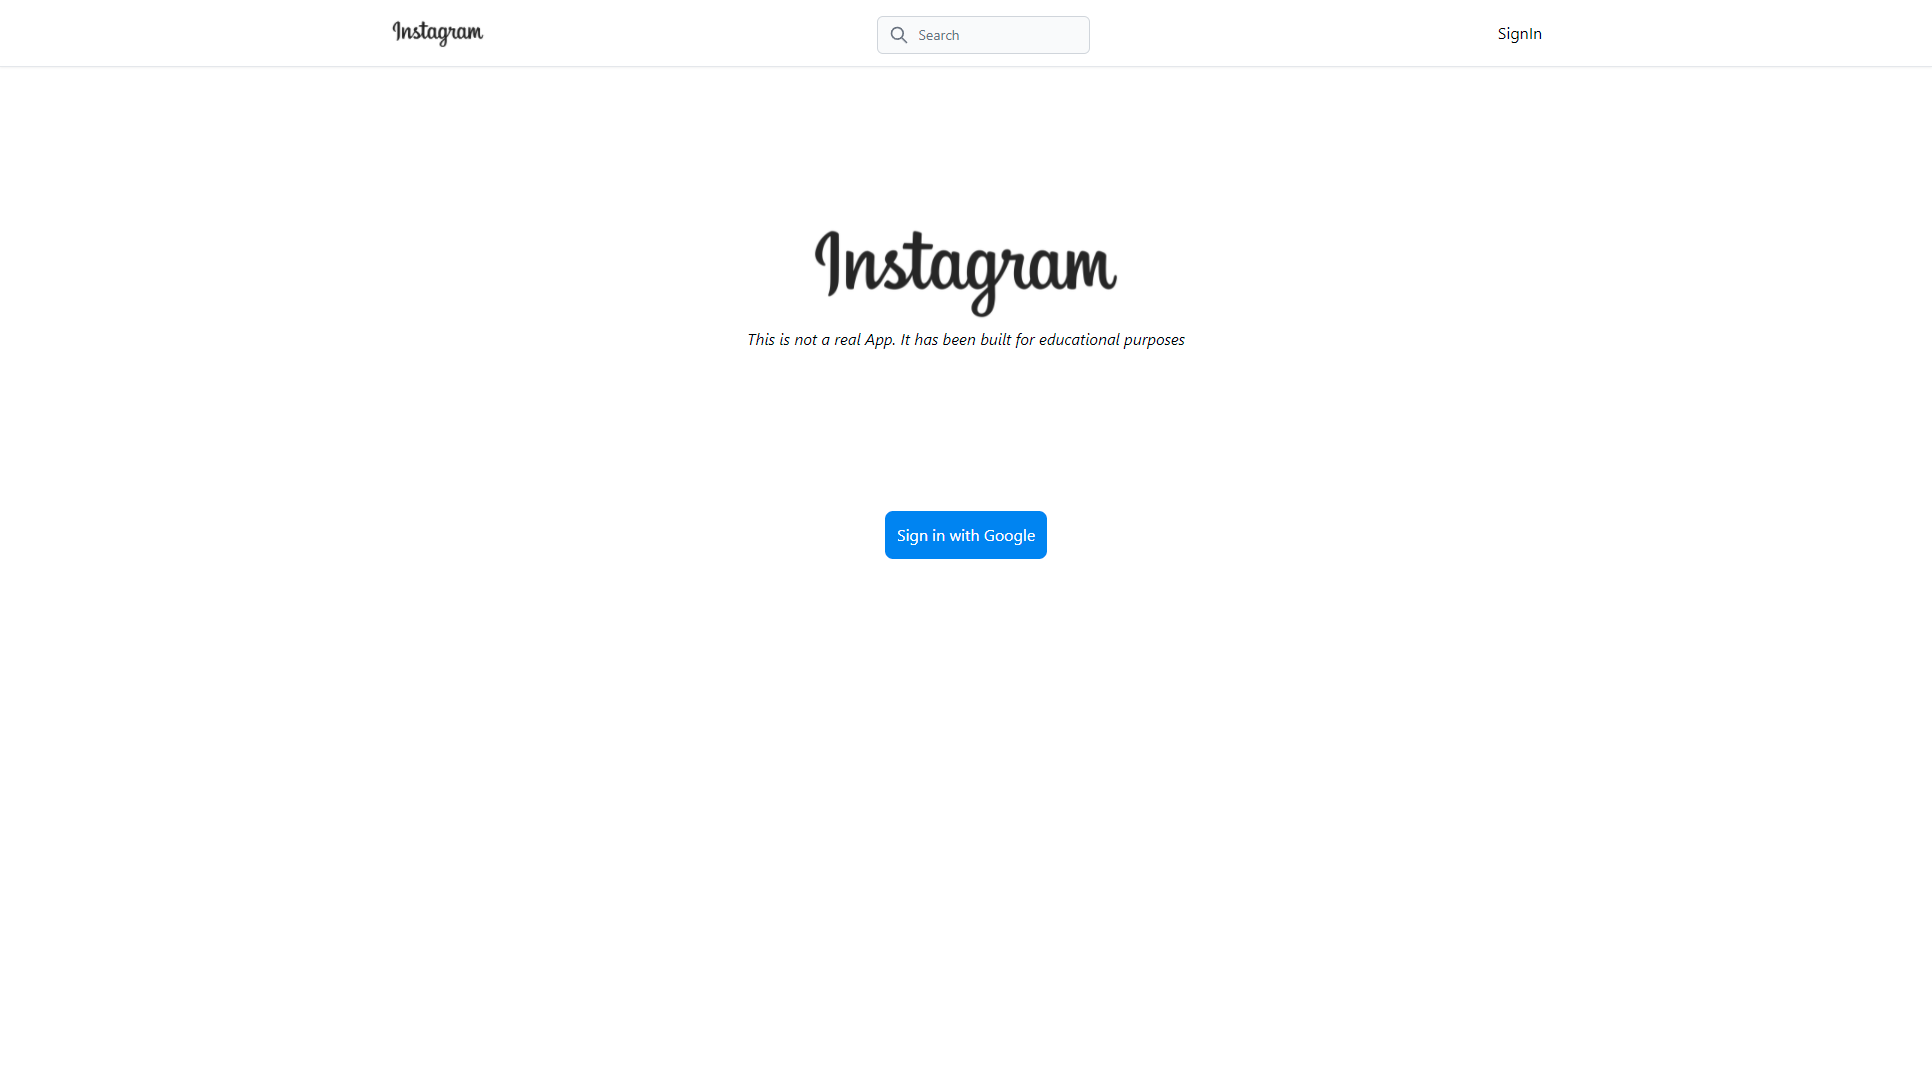 Instagram
Search
SignIn
Instagram
This is not a real App. It has been built for educational purposes
Sign in with Google